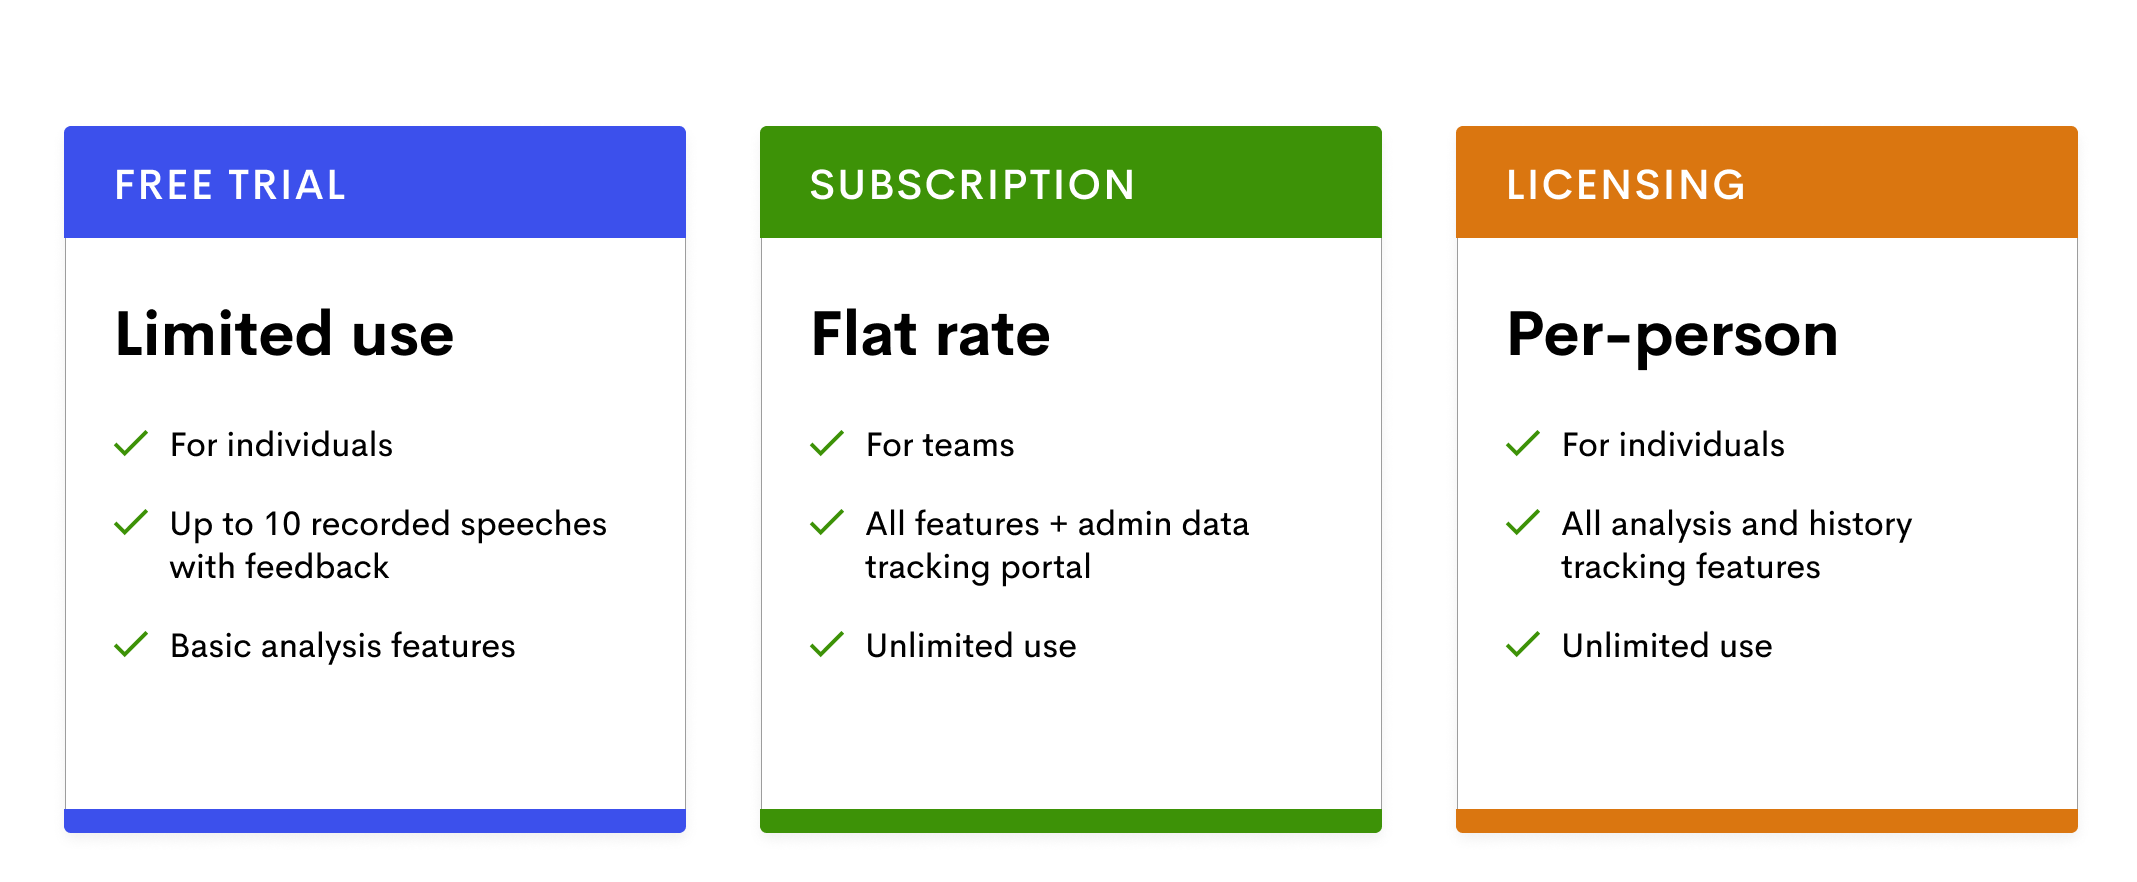 FREE TRIAL
Limited use
For individuals
Up to 10 recorded speeches
with feedback
Basic analysis features
SUBSCRIPTION
Flat rate
For teams
All features + admin data
tracking portal
Unlimited use
LICENSING
Per-person
For individuals
All analysis and history
tracking features
Unlimited use